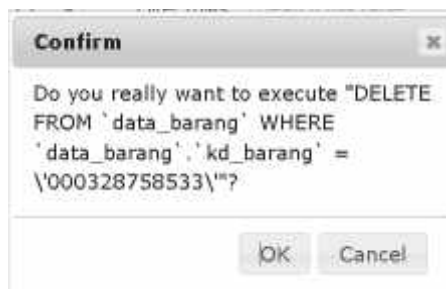 Confirm
Do you really want to execute "DELETE
FROM `data_barang` WHERE
`data_barang`.`kd_barang` =
\'000328758533\'"?
OK Cancel